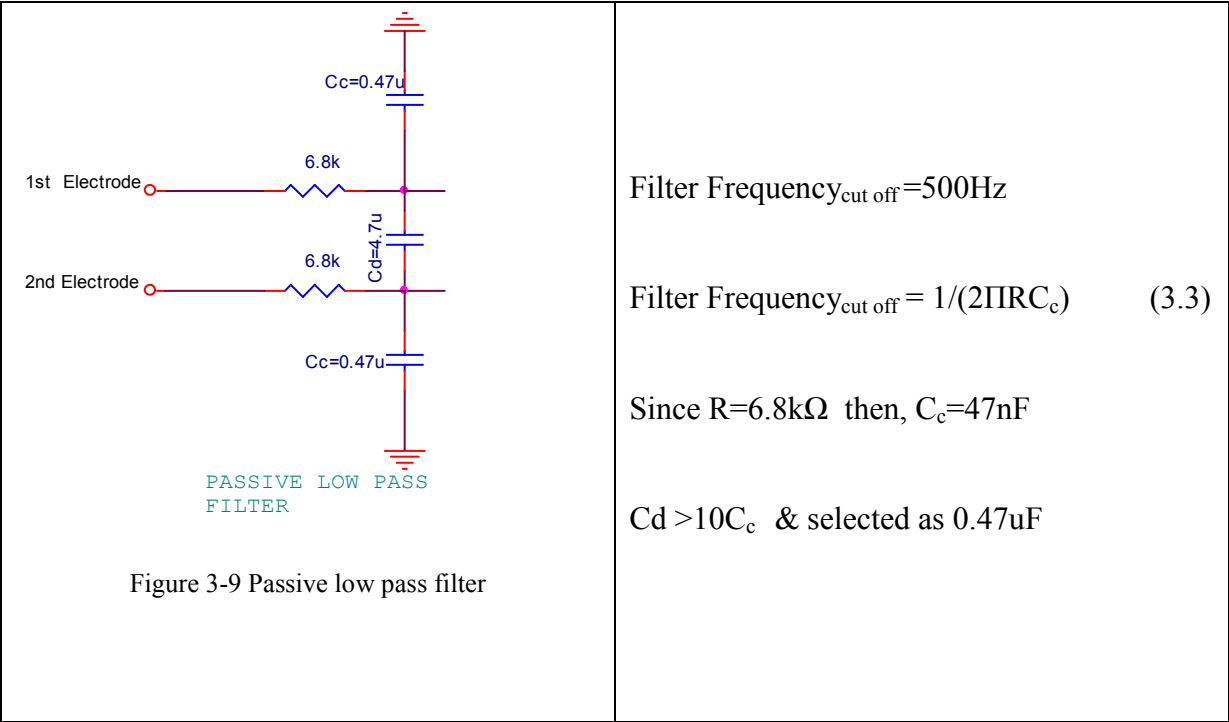 Cc=0.47u
6.8k
1st Electrode
Cd=4.7u
6.8k
2nd Electrode
Cc=0.47u
PASSIVE LOW PASS
FILTER
Figure 3-9 Passive low pass filter
Filter Frequencycut off =500Hz
Filter Frequencycut off = 1/(2ΠRCc) (3.3)
Since R=6.8kΩ then, Cc=47nF
Cd >10Cc & selected as 0.47uF